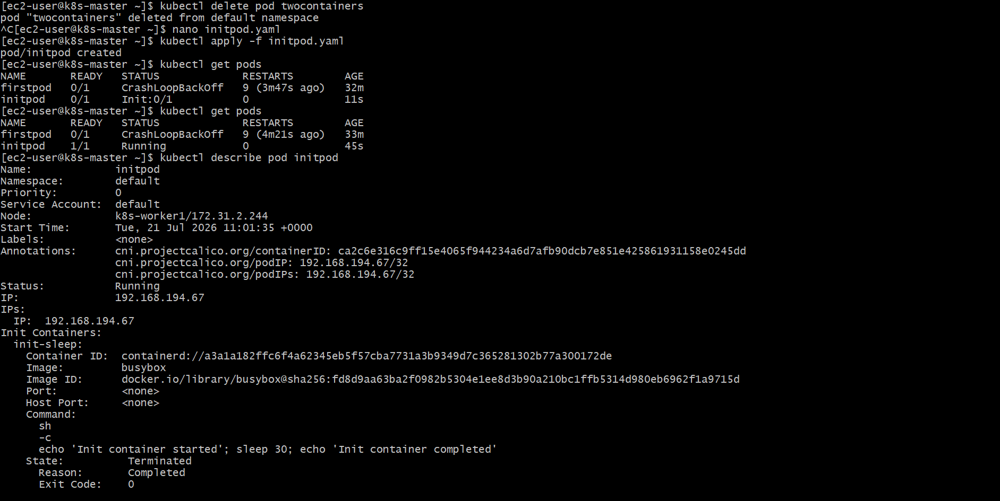 [ec2-user@k8s-master ~]$ kubectl delete pod twocontainers
pod "twocontainers" deleted from default namespace
^C[ec2-user@k8s-master ~]$ nano initpod.yaml
[ec2-user@k8s-master ~]$ kubectl apply -f initpod.yaml
pod/initpod created
[ec2-user@k8s-master ~]$ kubectl get pods
NAME       READY   STATUS             RESTARTS        AGE
firstpod   0/1     CrashLoopBackOff   9 (3m47s ago)   32m
initpod    0/1     Init:0/1           0               11s
[ec2-user@k8s-master ~]$ kubectl get pods
NAME       READY   STATUS             RESTARTS        AGE
firstpod   0/1     CrashLoopBackOff   9 (4m21s ago)   33m
initpod    1/1     Running            0               45s
[ec2-user@k8s-master ~]$ kubectl describe pod initpod
Name:             initpod
Namespace:        default
Priority:         0
Service Account:  default
Node:             k8s-worker1/172.31.2.244
Start Time:       Tue, 21 Jul 2026 11:01:35 +0000
Labels:           <none>
Annotations:      cni.projectcalico.org/containerID: ca2c6e316c9ff15e4065f944234a6d7afb90dcb7e851e425861931158e0245dd
                  cni.projectcalico.org/podIP: 192.168.194.67/32
                  cni.projectcalico.org/podIPs: 192.168.194.67/32
Status:           Running
IP:               192.168.194.67
IPs:
  IP:  192.168.194.67
Init Containers:
  init-sleep:
    Container ID:  containerd://a3a1a182ffc6f4a62345eb5f57cba7731a3b9349d7c365281302b77a300172de
    Image:         busybox
    Image ID:      docker.io/library/busybox@sha256:fd8d9aa63ba2f0982b5304e1ee8d3b90a210bc1ffb5314d980eb6962f1a9715d
    Port:          <none>
    Host Port:     <none>
    Command:
      sh
      -c
      echo 'Init container started'; sleep 30; echo 'Init container completed'
    State:          Terminated
      Reason:       Completed
      Exit Code:    0